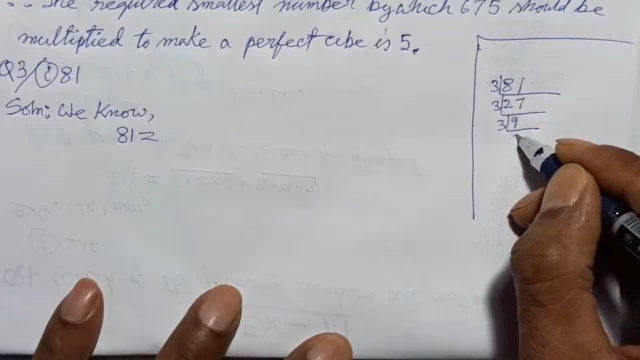 ∴ The required smallest number by which 675 should be
multiplied to make a perfect cube is 5.
Q3/ (i) 81
Soln: We know,
81=
3|81
3|27
3|9